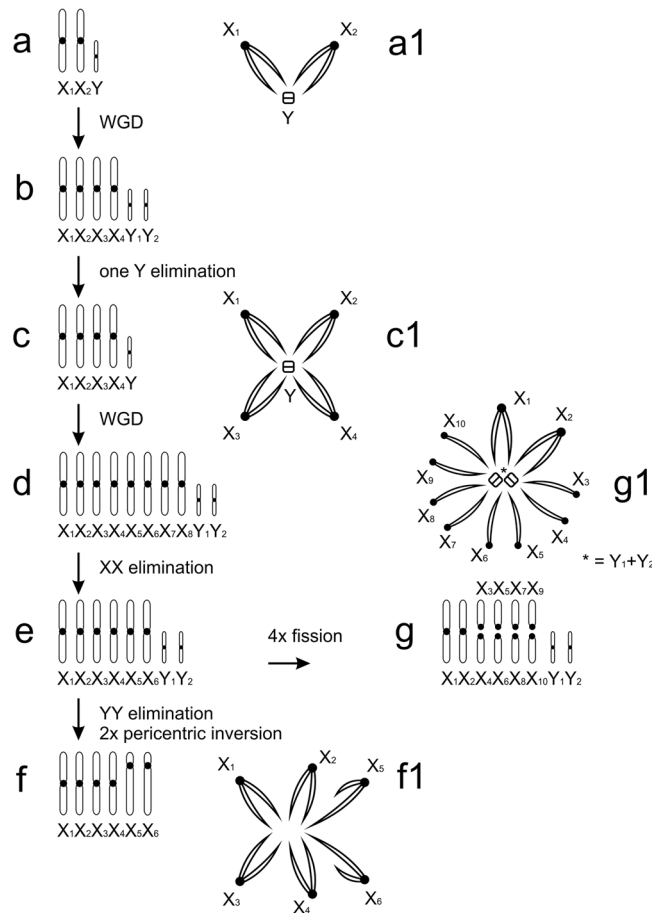 a
X₁X₂Y
X₁ X₂
Y
a1
WGD
b
X₁X₂X₃X₄Y₁Y₂
one Y elimination
c
X₁X₂X₃X₄Y
X₁ X₂
Y
X₃ X₄
c1
WGD
d
X₁X₂X₃X₄X₅X₆X₇X₈Y₁Y₂
X₁
X₂
X₃
X₄
X₅
X₆
X₇
X₈
X₉
X₁₀
*
g1
* = Y₁+Y₂
XX elimination
e
X₁X₂X₃X₄X₅X₆Y₁Y₂
4x fission
g
X₃X₅X₇X₉
X₁X₂X₄X₆X₈X₁₀Y₁Y₂
YY elimination
2x pericentric inversion
f
X₁X₂X₃X₄X₅X₆
X₁ X₂ X₅
X₃ X₄ X₆
f1